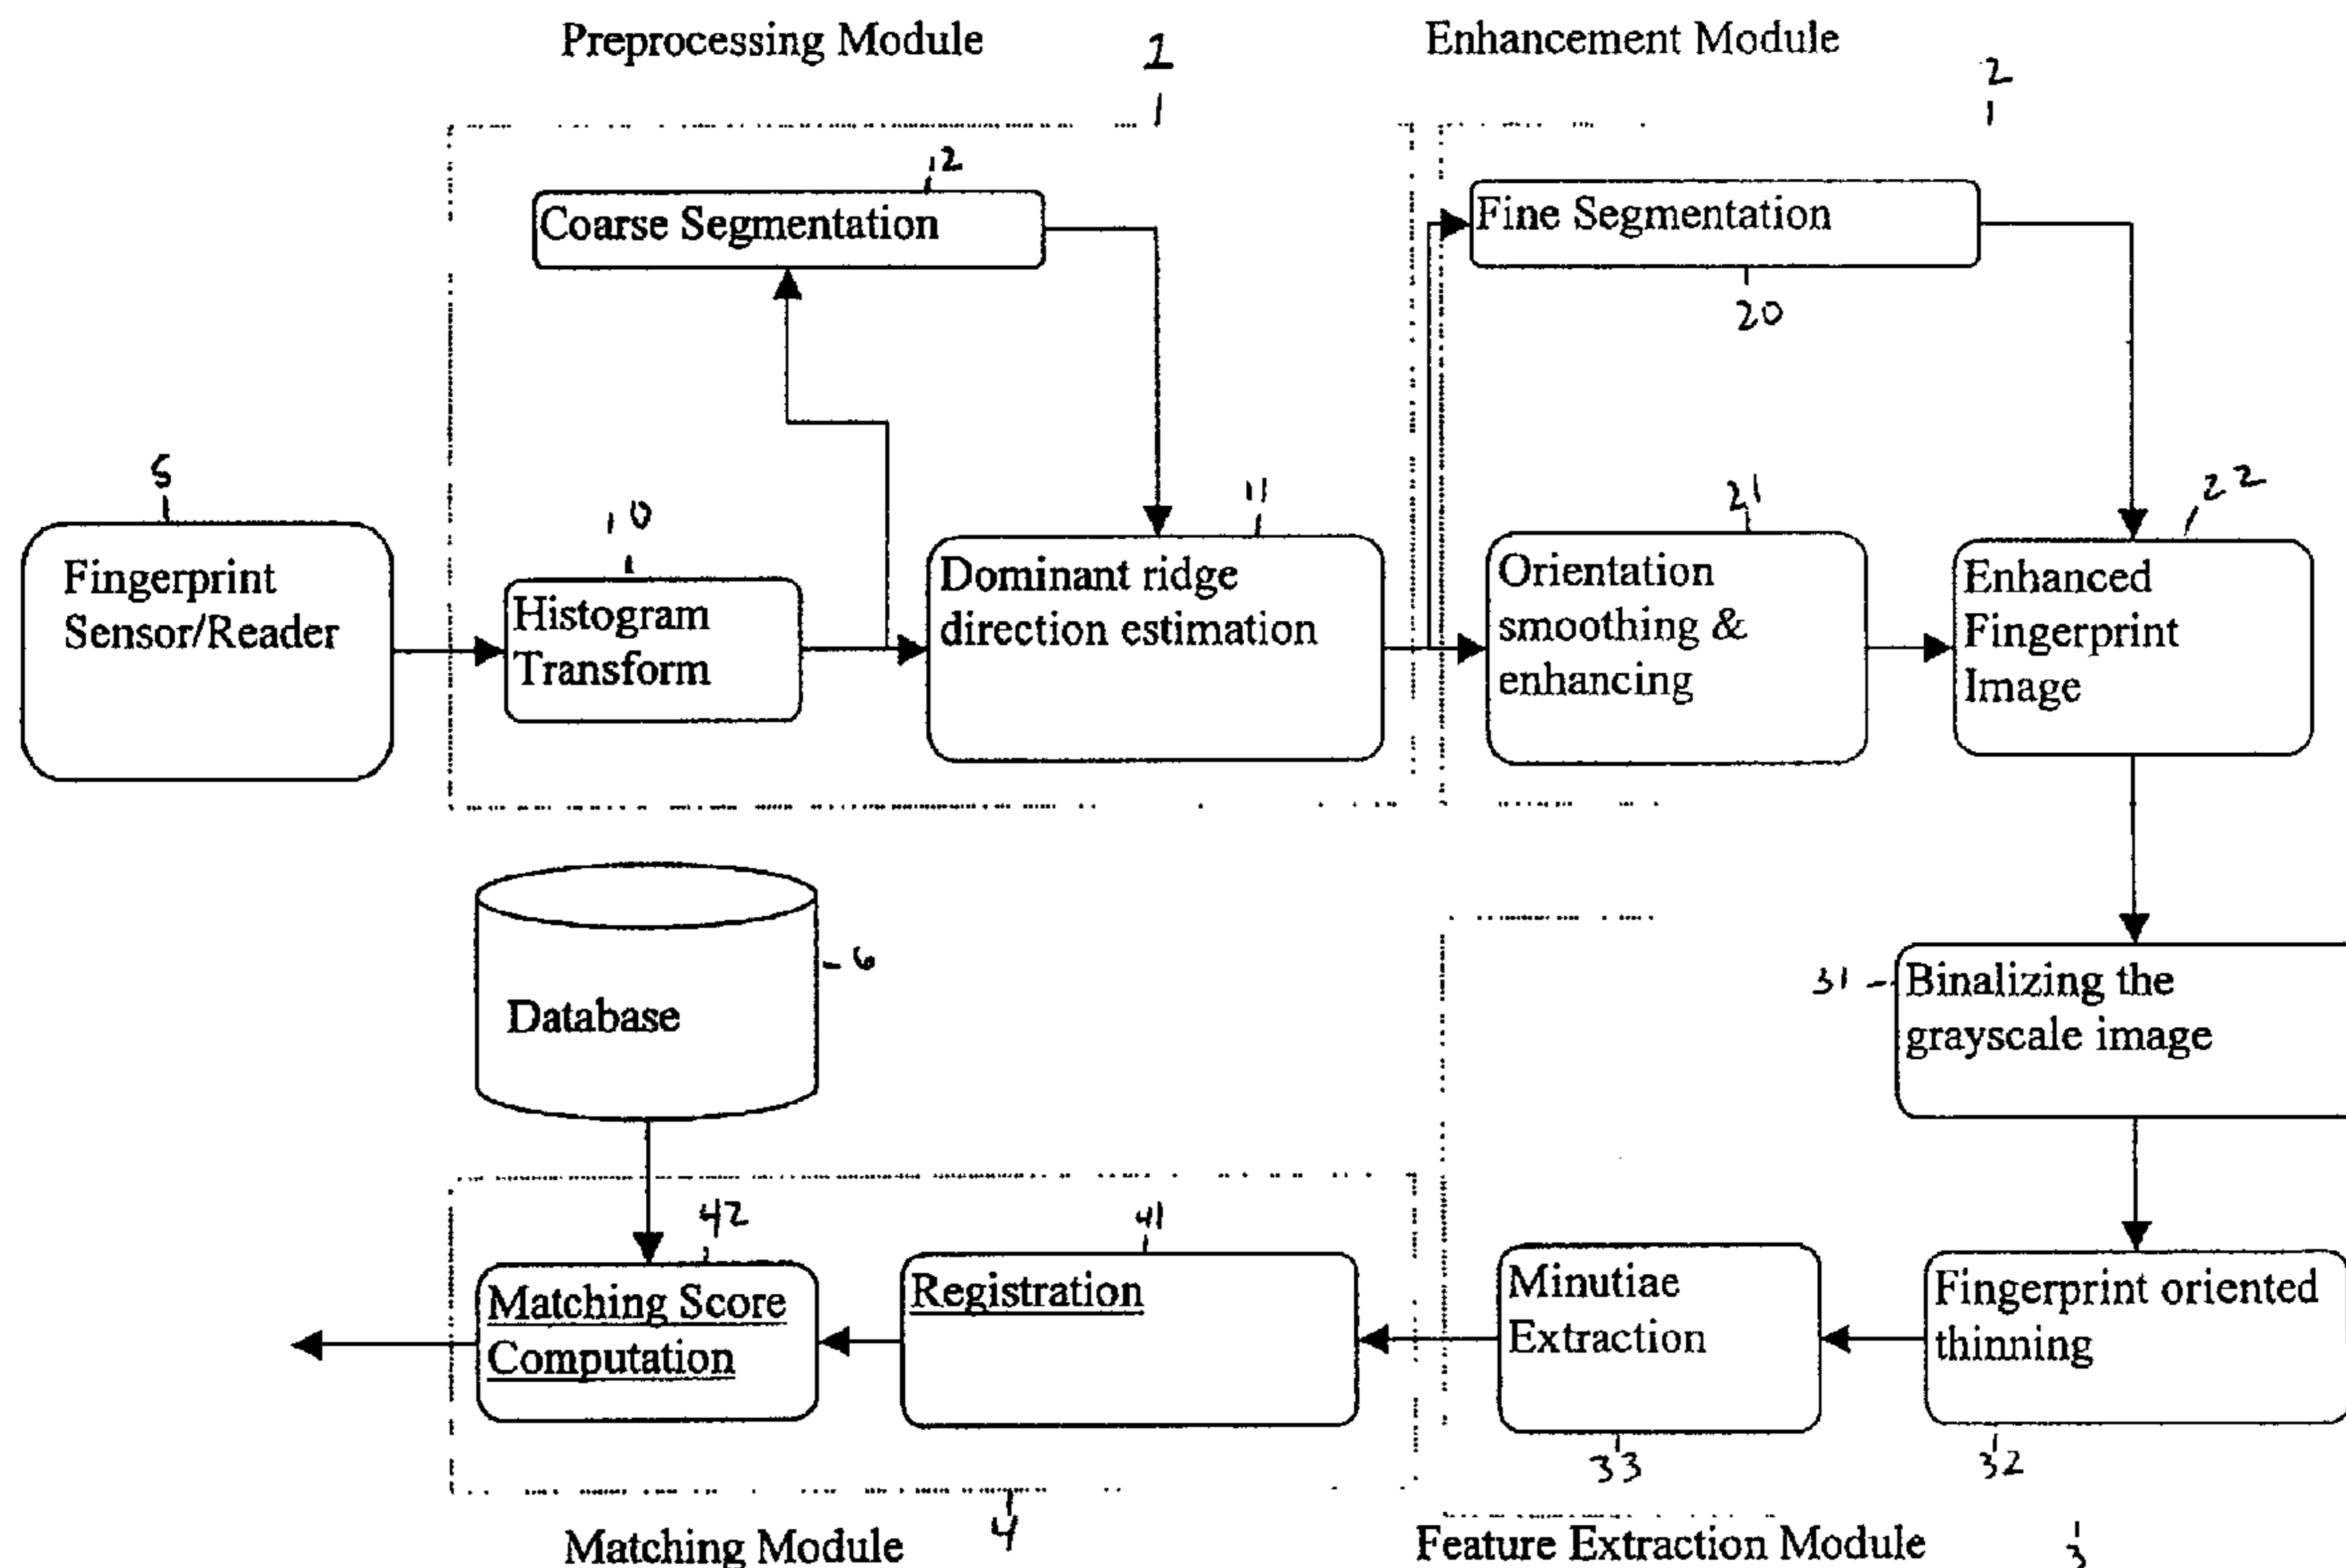 Preprocessing Module
1
Enhancement Module
2
12
Coarse Segmentation
Fine Segmentation
20
5
Fingerprint
Sensor/Reader
10
Histogram
Transform
11
Dominant ridge
direction estimation
21
Orientation
smoothing &
enhancing
22
Enhanced
Fingerprint
Image
Database
6
31
Binalizing the
grayscale image
42
Matching Score
Computation
41
Registration
Minutiae
Extraction
33
Fingerprint oriented
thinning
32
Matching Module
4
Feature Extraction Module
3